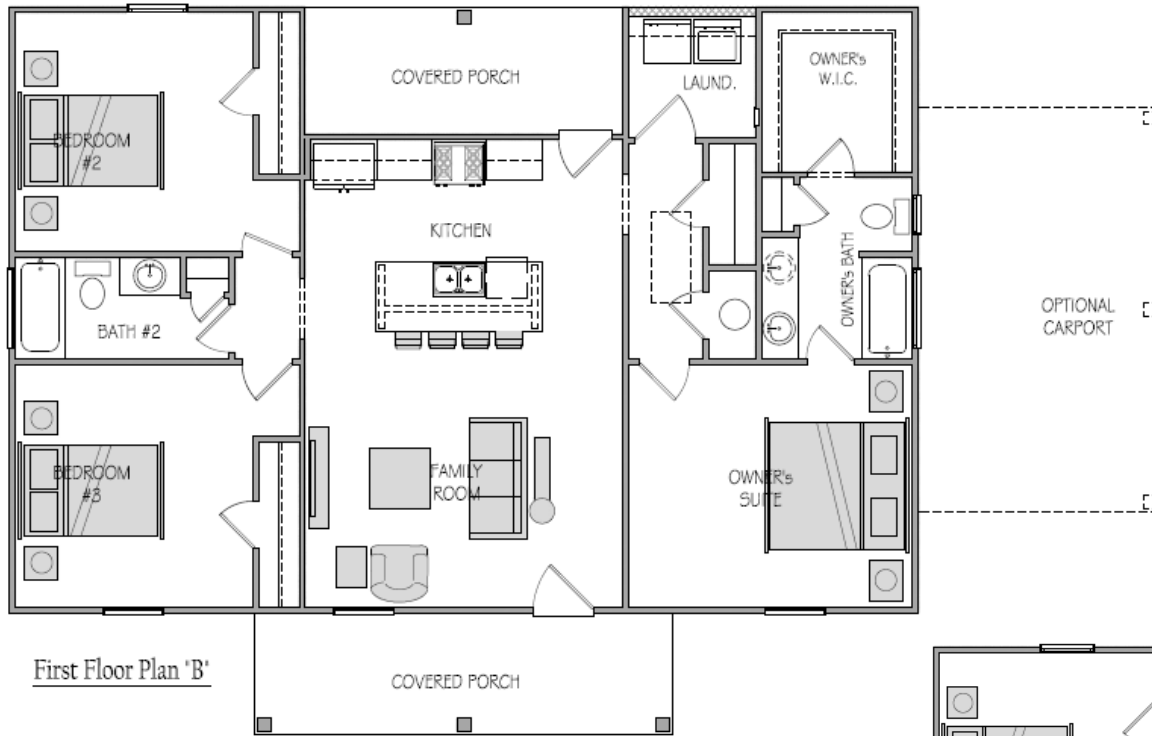 COVERED PORCH
LAUND.
OWNER's
W.I.C.
BEDROOM
#2
KITCHEN
OWNER's BATH
BATH #2
OPTIONAL
CARPORT
BEDROOM
#3
FAMILY
ROOM
OWNER's
SUITE
First Floor Plan "B"
COVERED PORCH